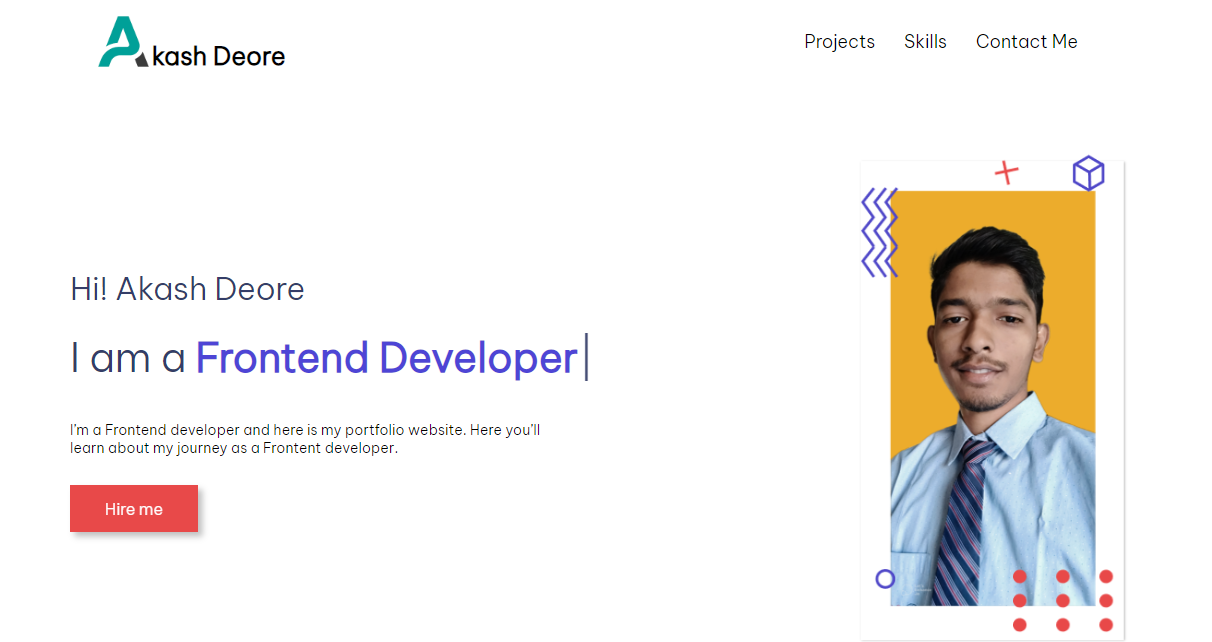 Akash Deore
Projects Skills Contact Me
Hi! Akash Deore
I am a Frontend Developer
I'm a Frontend developer and here is my portfolio website. Here you'll
learn about my journey as a Frontent developer.
Hire me